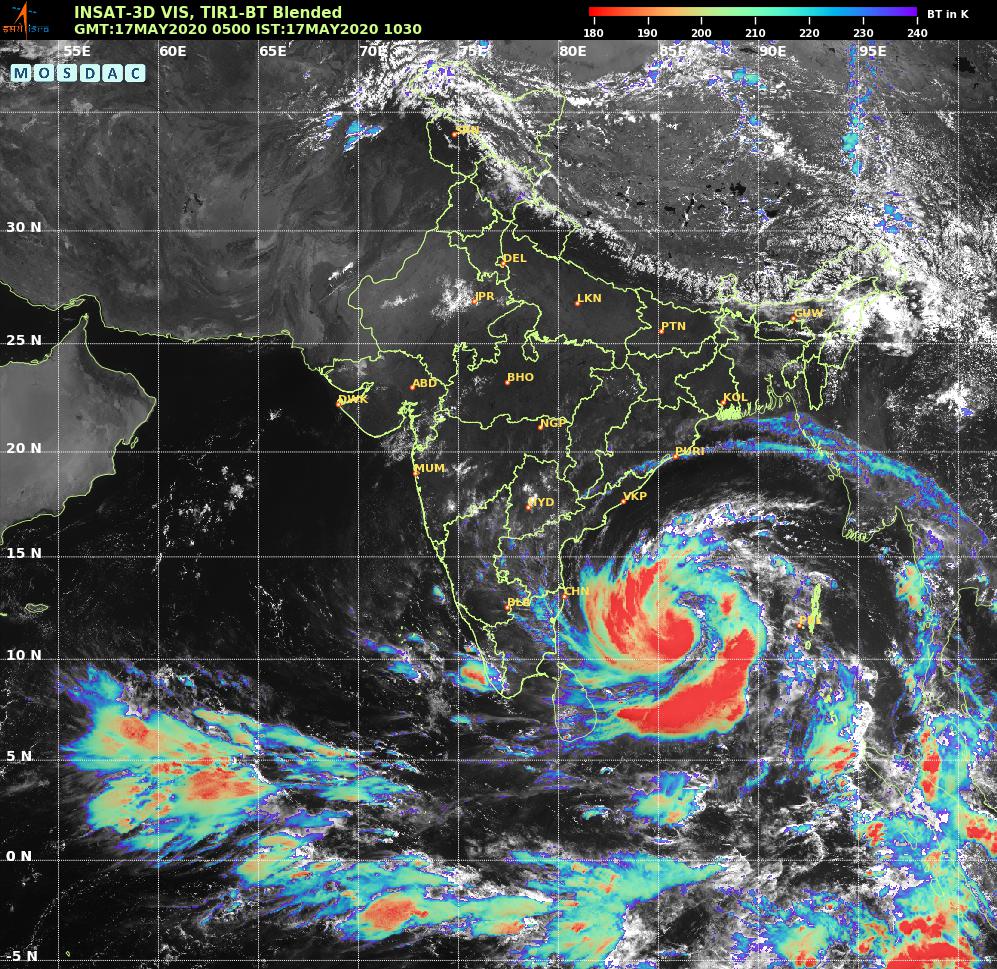 INSAT-3D VIS, TIR1-BT Blended
GMT:17MAY2020 0500 IST:17MAY2020 1030
180 190 200 210 220 230 240
BT in K
55E 60E 65E 70E 75E 80E 85E 90E 95E
MOSDAC
SRN
30 N
DEL
JPR
LKN
GUW
PTN
25 N
ABD
BHO
DWK
KOL
NGP
20 N
PURI
MUM
VKP
HYD
15 N
CHN
BLR
10 N
5 N
0 N
-5 N